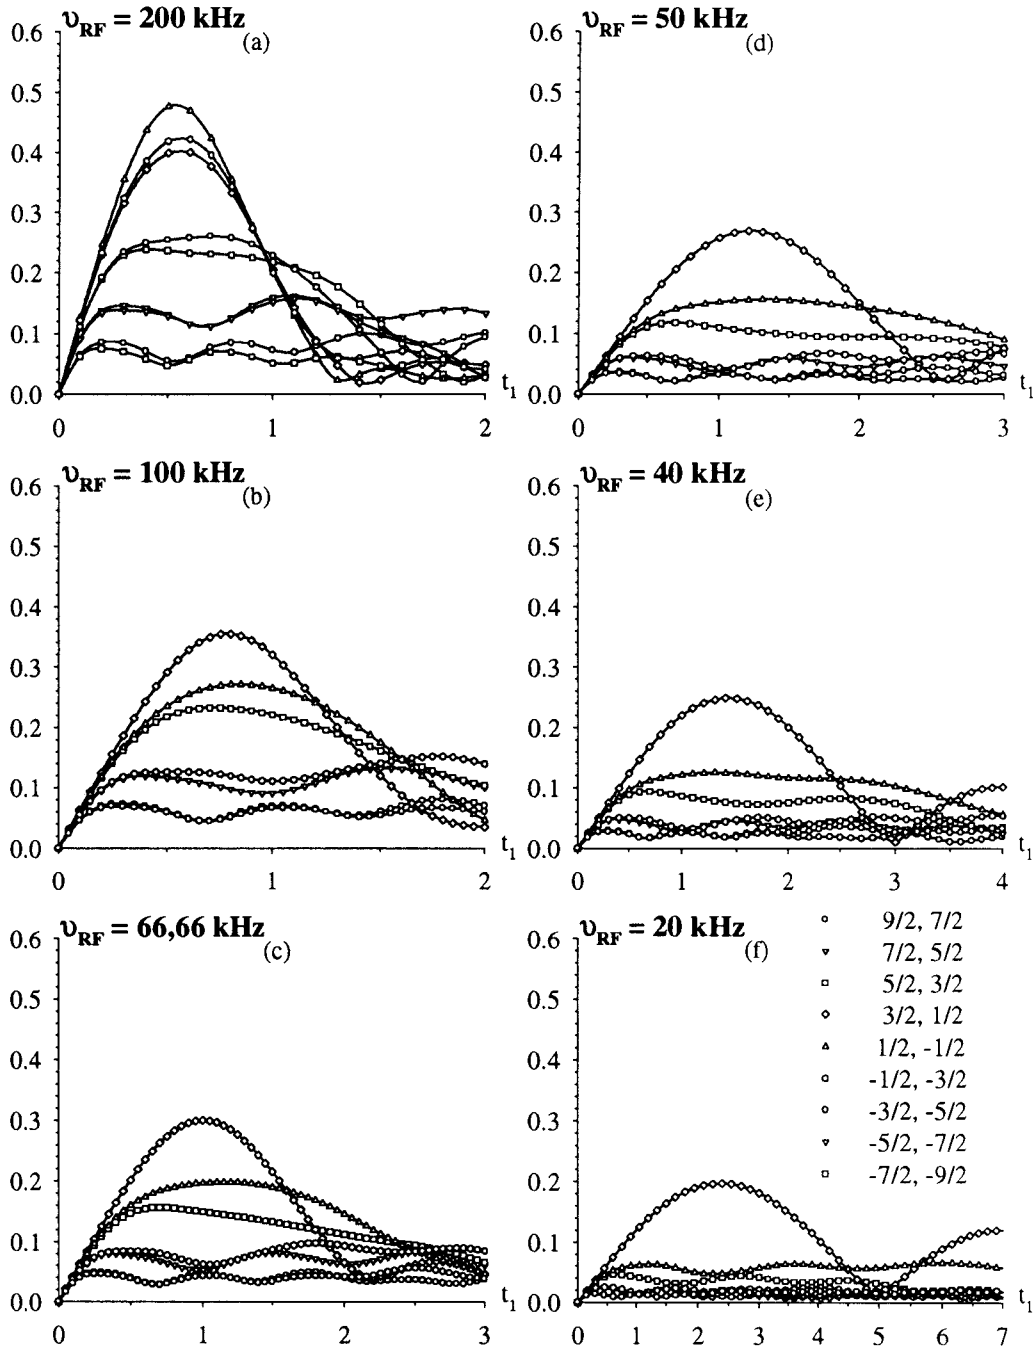 υRF = 200 kHz
(a)
0.6
0.5
0.4
0.3
0.2
0.1
0.0
t1
0 1 2
υRF = 100 kHz
(b)
0.6
0.5
0.4
0.3
0.2
0.1
0.0
t1
0 1 2
υRF = 66,66 kHz
(c)
0.6
0.5
0.4
0.3
0.2
0.1
0.0
t1
0 1 2 3
υRF = 50 kHz
(d)
0.6
0.5
0.4
0.3
0.2
0.1
0.0
t1
0 1 2 3
υRF = 40 kHz
(e)
0.6
0.5
0.4
0.3
0.2
0.1
0.0
t1
0 1 2 3 4
υRF = 20 kHz
(f)
9/2, 7/2
7/2, 5/2
5/2, 3/2
3/2, 1/2
1/2, -1/2
-1/2, -3/2
-3/2, -5/2
-5/2, -7/2
-7/2, -9/2
0.6
0.5
0.4
0.3
0.2
0.1
0.0
t1
0 1 2 3 4 5 6 7